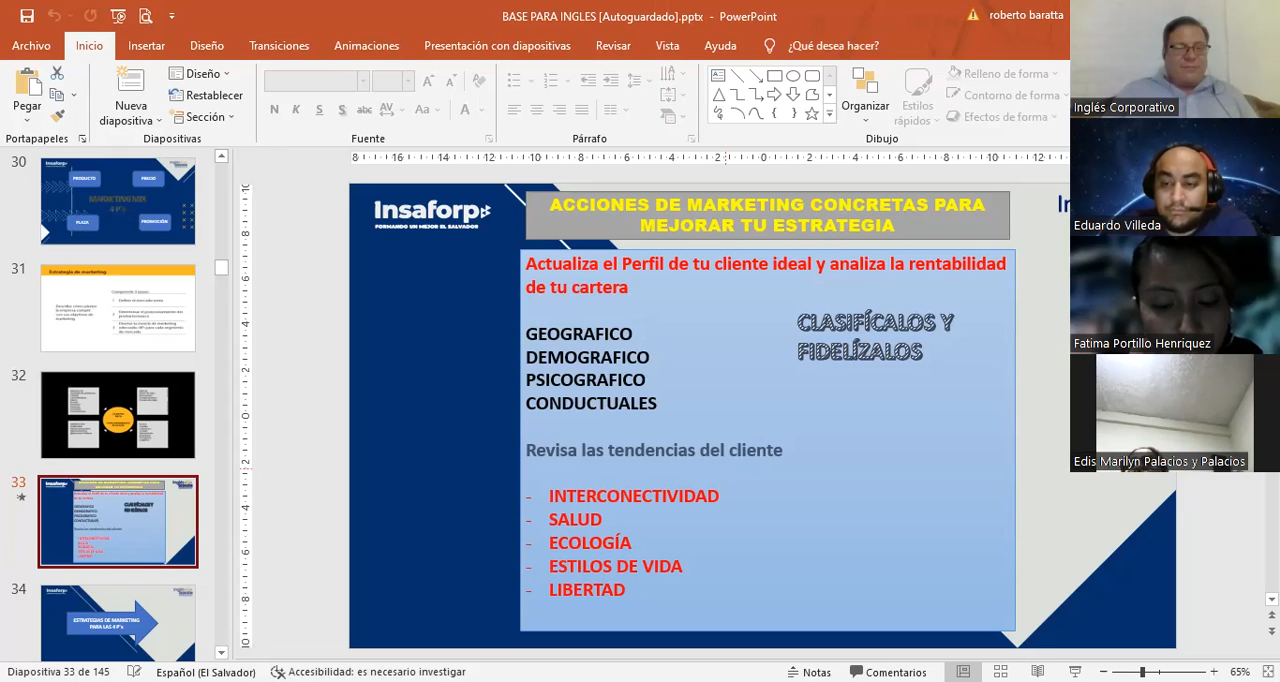 BASE PARA INGLES [Autoguardado].pptx - PowerPoint
roberto baratta
Archivo
Inicio
Insertar
Diseño
Transiciones
Animaciones
Presentación con diapositivas
Revisar
Vista
Ayuda
¿Qué desea hacer?
Pegar
Nueva
diapositiva
Diseño
Restablecer
Sección
N K S S abc AV Aa A
Organizar
Estilos
rápidos
Relleno de forma
Contorno de forma
Efectos de forma
Portapapeles
Diapositivas
Fuente
Párrafo
Dibujo
30
Insaforp
PRODUCTO
PRECIO
MARKETING MIX
4 P's
PLAZA
PROMOCIÓN
31
Estrategia de marketing
32
33
34
ESTRATEGIAS DE MARKETING
PARA LAS 4 P's
Insaforp
FORMANDO UN MEJOR EL SALVADOR
ACCIONES DE MARKETING CONCRETAS PARA
MEJORAR TU ESTRATEGIA
Actualiza el Perfil de tu cliente ideal y analiza la rentabilidad
de tu cartera
GEOGRAFICO
DEMOGRAFICO
PSICOGRAFICO
CONDUCTUALES
CLASIFÍCALOS Y
FIDELÍZALOS
Revisa las tendencias del cliente
- INTERCONECTIVIDAD
- SALUD
- ECOLOGÍA
- ESTILOS DE VIDA
- LIBERTAD
Inglés Corporativo
Eduardo Villeda
Fatima Portillo Henriquez
Edis Marilyn Palacios y Palacios
Diapositiva 33 de 145
Español (El Salvador)
Accesibilidad: es necesario investigar
Notas
Comentarios
65%